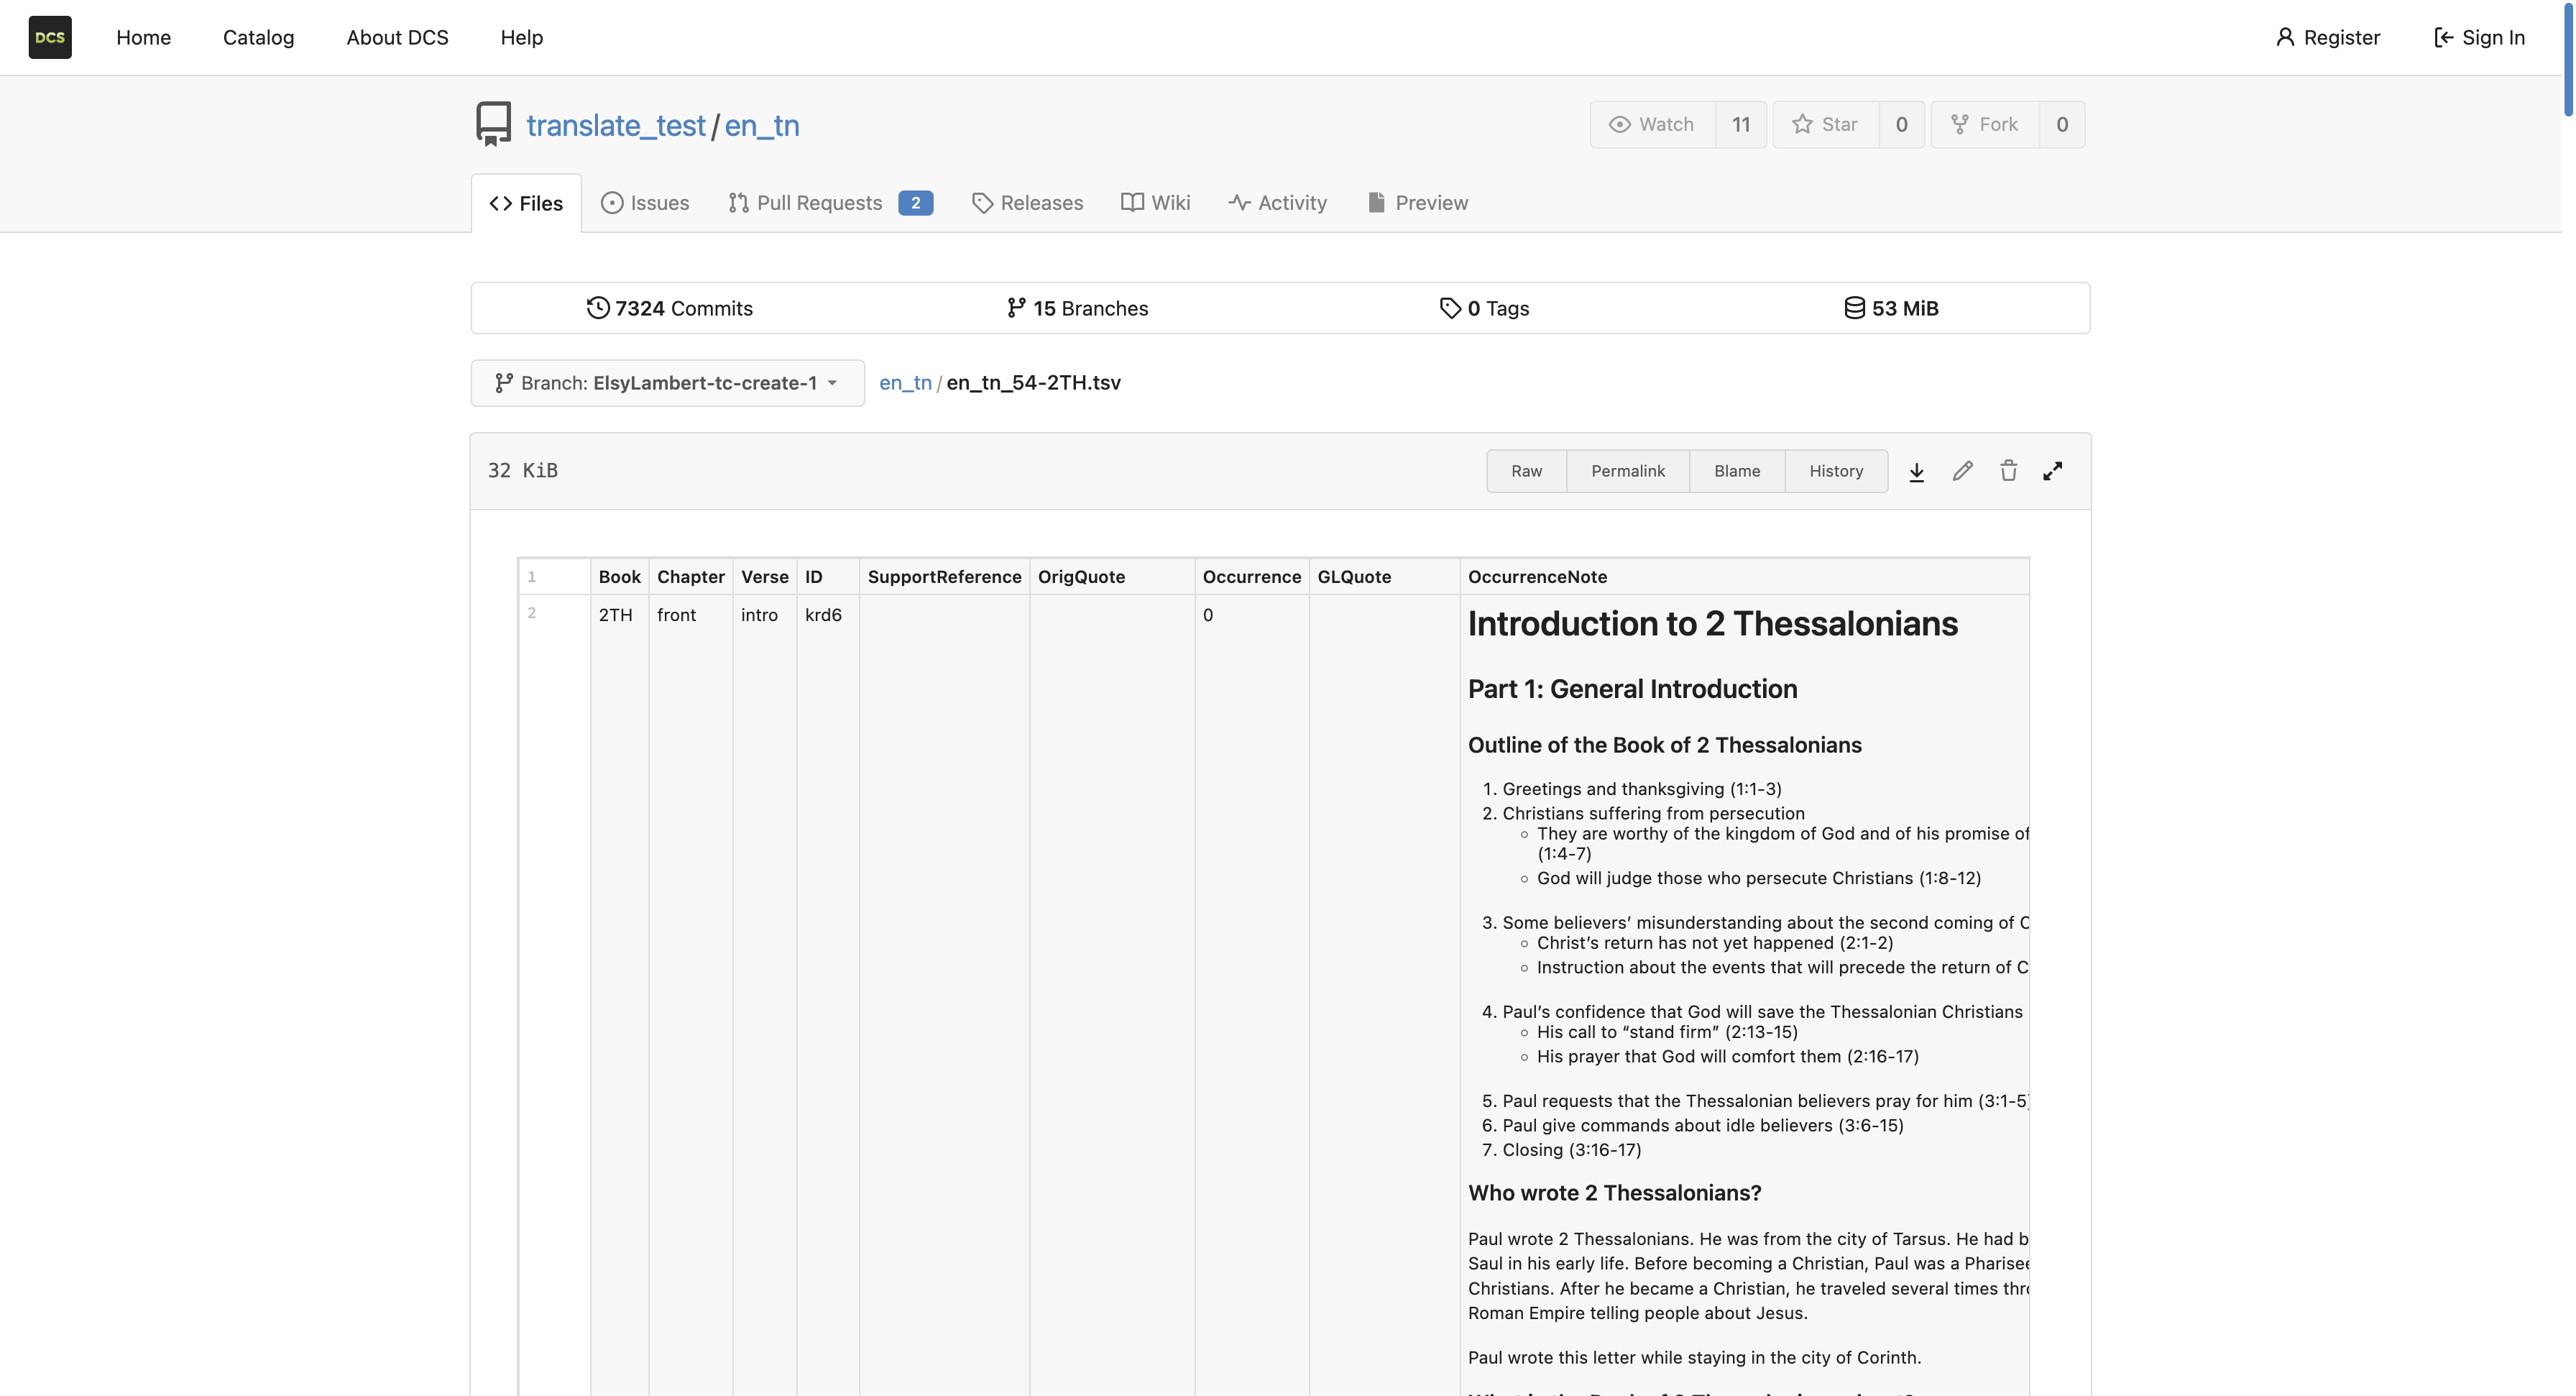 DCS Home Catalog About DCS Help Register Sign In
translate_test / en_tn Watch 11 Star 0 Fork 0
Files Issues Pull Requests 2 Releases Wiki Activity Preview
7324 Commits 15 Branches 0 Tags 53 MiB
Branch: ElsyLambert-tc-create-1 en_tn / en_tn_54-2TH.tsv
32 KiB Raw Permalink Blame History
1 Book Chapter Verse ID SupportReference OrigQuote Occurrence GLQuote OccurrenceNote
2 2TH front intro krd6 0 Introduction to 2 Thessalonians
Part 1: General Introduction
Outline of the Book of 2 Thessalonians
1. Greetings and thanksgiving (1:1-3)
2. Christians suffering from persecution
They are worthy of the kingdom of God and of his promise of
(1:4-7)
God will judge those who persecute Christians (1:8-12)
3. Some believers’ misunderstanding about the second coming of C
Christ’s return has not yet happened (2:1-2)
Instruction about the events that will precede the return of C
4. Paul’s confidence that God will save the Thessalonian Christians
His call to “stand firm” (2:13-15)
His prayer that God will comfort them (2:16-17)
5. Paul requests that the Thessalonian believers pray for him (3:1-5)
6. Paul give commands about idle believers (3:6-15)
7. Closing (3:16-17)
Who wrote 2 Thessalonians?
Paul wrote 2 Thessalonians. He was from the city of Tarsus. He had b
Saul in his early life. Before becoming a Christian, Paul was a Pharisee
Christians. After he became a Christian, he traveled several times thr
Roman Empire telling people about Jesus.
Paul wrote this letter while staying in the city of Corinth.